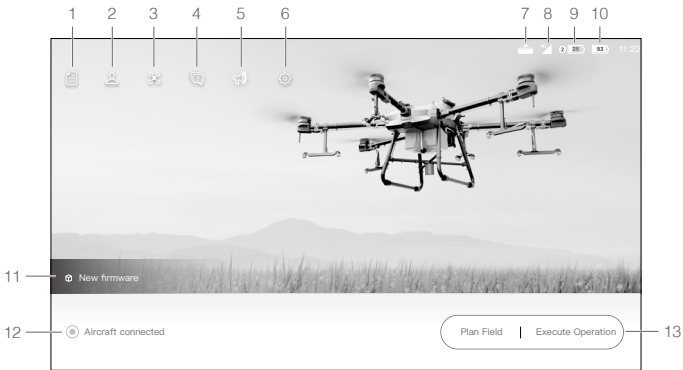 1 2 3 4 5 6 7 8 9 10
2 25 93 11:22
11 New firmware
12 Aircraft connected Plan Field Execute Operation 13